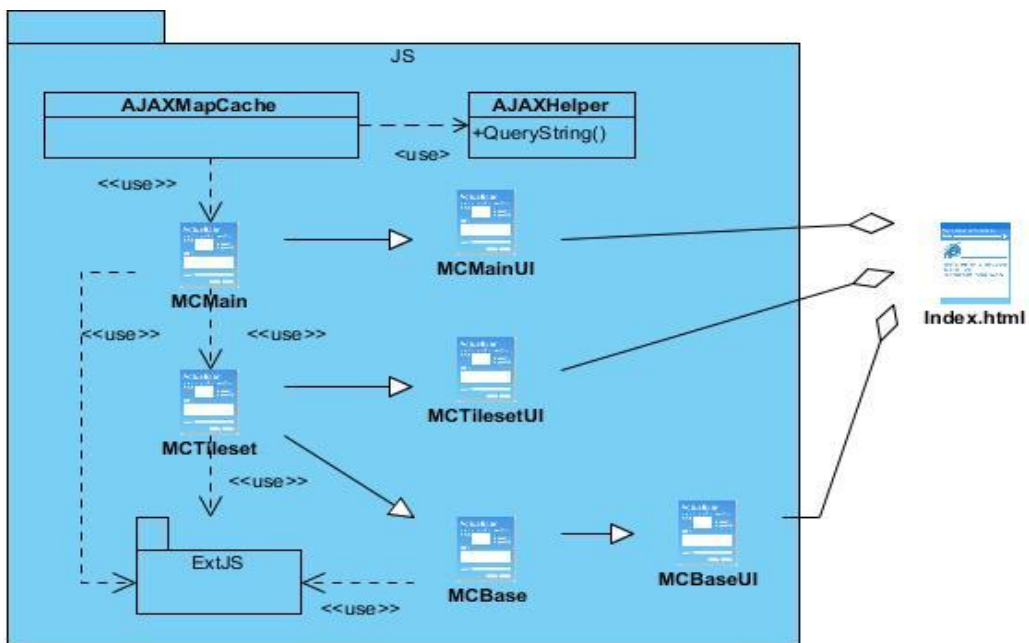 JS
AJAXMapCache
AJAXHelper
+QueryString()
<use>
<<use>>
MCMain
MCMainUI
Index.html
<<use>>
<<use>>
MCTileset
MCTilesetUI
<<use>>
ExtJS
MCBase
MCBaseUI
<<use>>